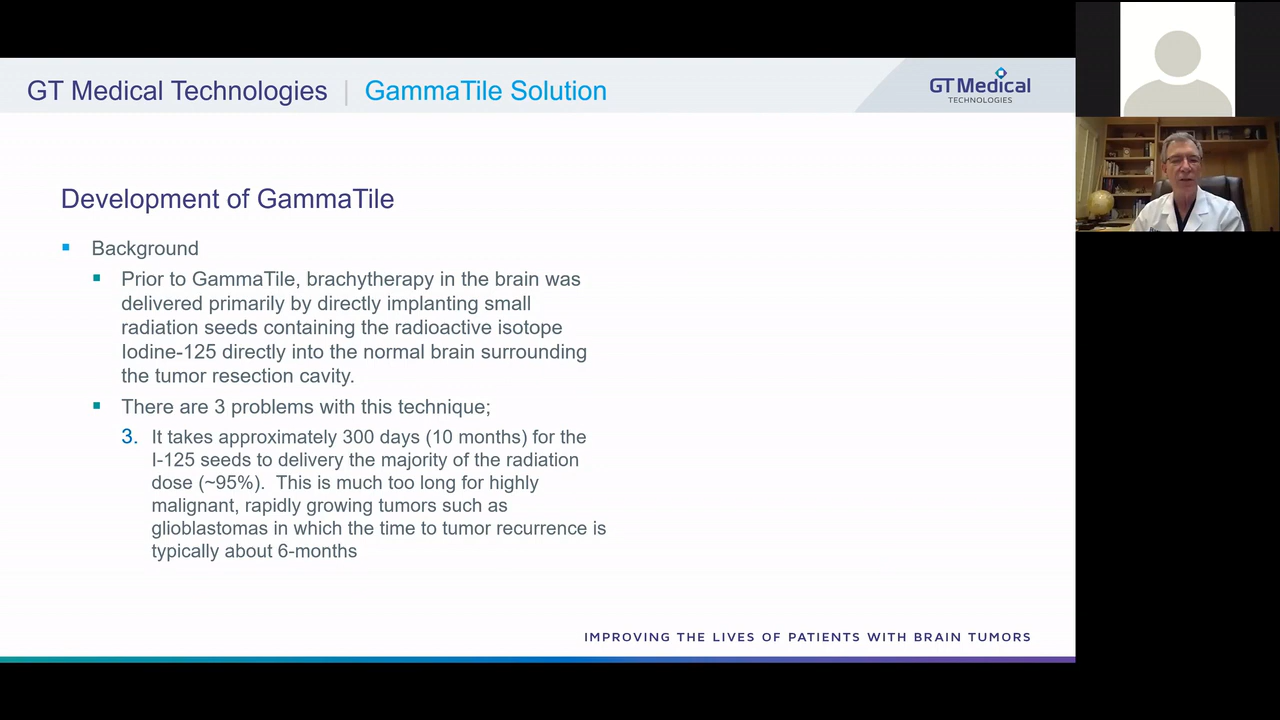 GT Medical Technologies | GammaTile Solution
GT Medical
TECHNOLOGIES
Development of GammaTile
Background
Prior to GammaTile, brachytherapy in the brain was
delivered primarily by directly implanting small
radiation seeds containing the radioactive isotope
Iodine-125 directly into the normal brain surrounding
the tumor resection cavity.
There are 3 problems with this technique;
3. It takes approximately 300 days (10 months) for the
I-125 seeds to delivery the majority of the radiation
dose (~95%).  This is much too long for highly
malignant, rapidly growing tumors such as
glioblastomas in which the time to tumor recurrence is
typically about 6-months
IMPROVING THE LIVES OF PATIENTS WITH BRAIN TUMORS